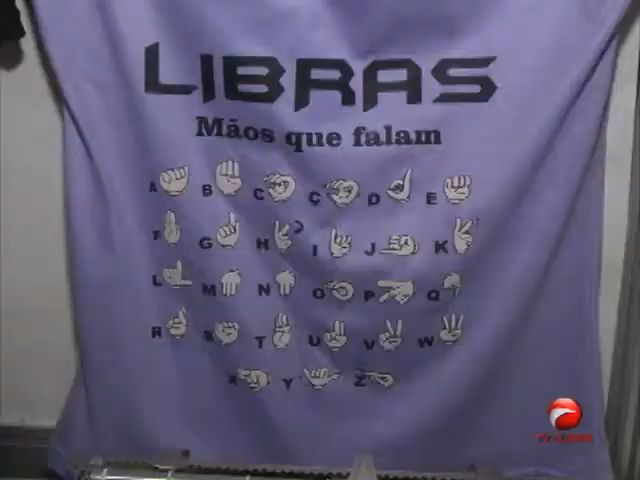 LIBRAS
Mãos que falam
A B C Ç D E
F G H I J K
L M N O P Q
R S T U V W
X Y Z